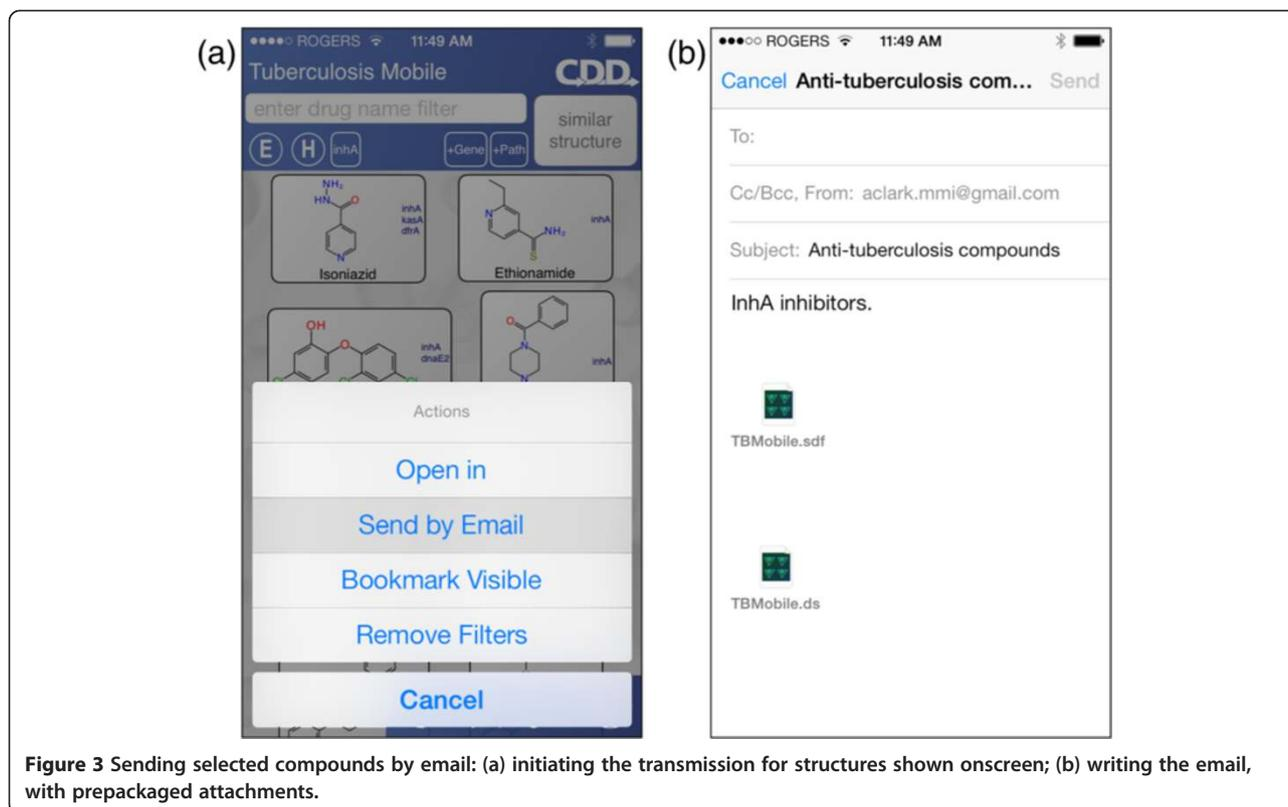 (a)
ROGERS 11:49 AM
Tuberculosis Mobile CDD
enter drug name filter
similar
structure
E H inhA +Gene +Path
NH₂
HN
O
N
inhA
kasA
dfrA
Isoniazid
N
NH₂
S
inhA
Ethionamide
OH
O
Cl Cl Cl
inhA
dnaE2
O
N
N
inhA
Actions
Open in
Send by Email
Bookmark Visible
Remove Filters
Cancel
(b)
ROGERS 11:49 AM
Cancel Anti-tuberculosis com... Send
To:
Cc/Bcc, From: aclark.mmi@gmail.com
Subject: Anti-tuberculosis compounds
InhA inhibitors.
TBMobile.sdf
TBMobile.ds
Figure 3 Sending selected compounds by email: (a) initiating the transmission for structures shown onscreen; (b) writing the email,
with prepackaged attachments.